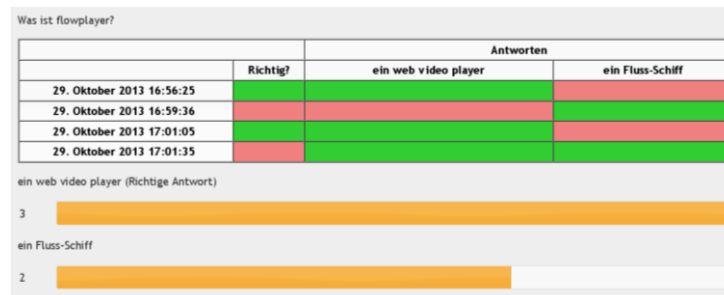 Was ist flowplayer?
Antworten
Richtig? ein web video player ein Fluss-Schiff
29. Oktober 2013 16:56:25
29. Oktober 2013 16:59:36
29. Oktober 2013 17:01:05
29. Oktober 2013 17:01:35
ein web video player (Richtige Antwort)
3
ein Fluss-Schiff
2